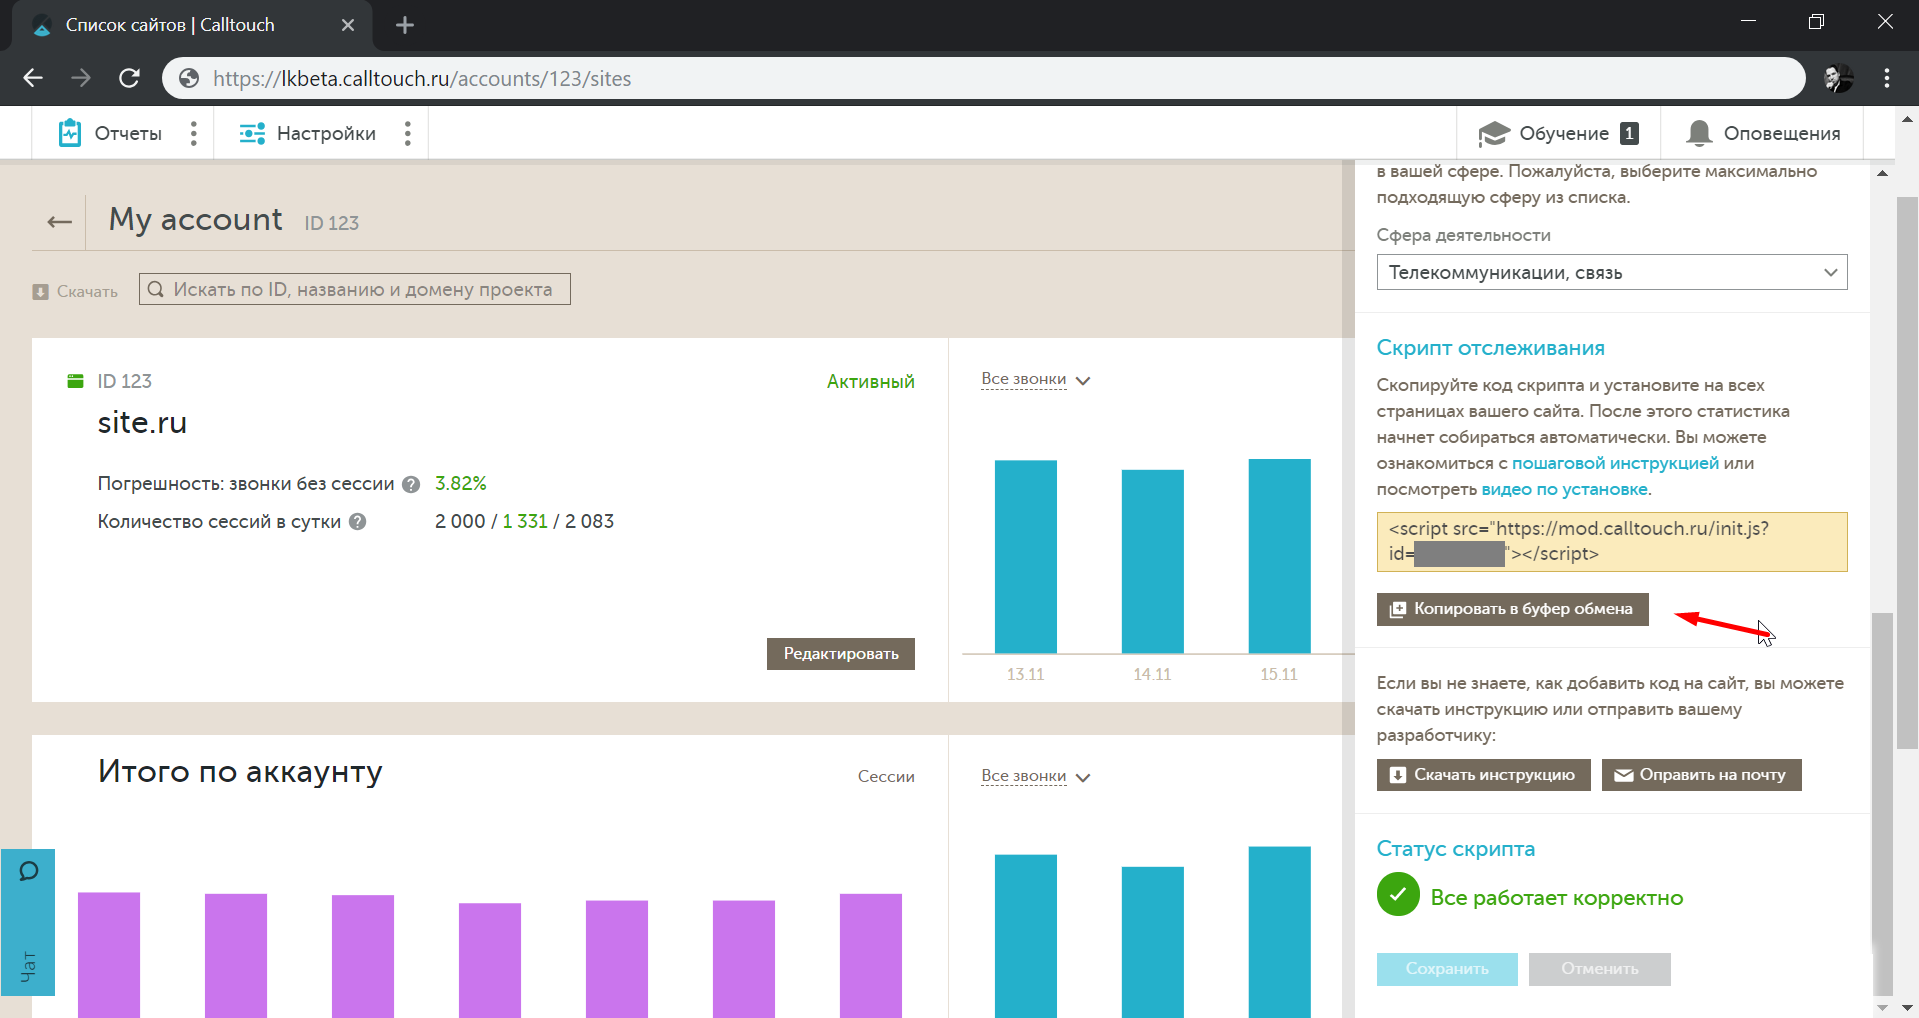 Список сайтов | Calltouch
https://lkbeta.calltouch.ru/accounts/123/sites
Отчеты
Настройки
Обучение 1
Оповещения
My account ID 123
Скачать
Искать по ID, названию и домену проекта
ID 123
Активный
site.ru
Погрешность: звонки без сессии ? 3.82%
Количество сессий в сутки ? 2 000 / 1 331 / 2 083
Редактировать
Все звонки
13.11 14.11 15.11
Итого по аккаунту
Сессии
Все звонки
Чат
в вашей сфере. Пожалуйста, выберите максимально
подходящую сферу из списка.
Сфера деятельности
Телекоммуникации, связь
Скрипт отслеживания
Скопируйте код скрипта и установите на всех
страницах вашего сайта. После этого статистика
начнет собираться автоматически. Вы можете
ознакомиться с пошаговой инструкцией или
посмотреть видео по установке.
<script src="https://mod.calltouch.ru/init.js?
id= "></script>
Копировать в буфер обмена
Если вы не знаете, как добавить код на сайт, вы можете
скачать инструкцию или отправить вашему
разработчику:
Скачать инструкцию
Оправить на почту
Статус скрипта
Все работает корректно
Сохранить
Отменить